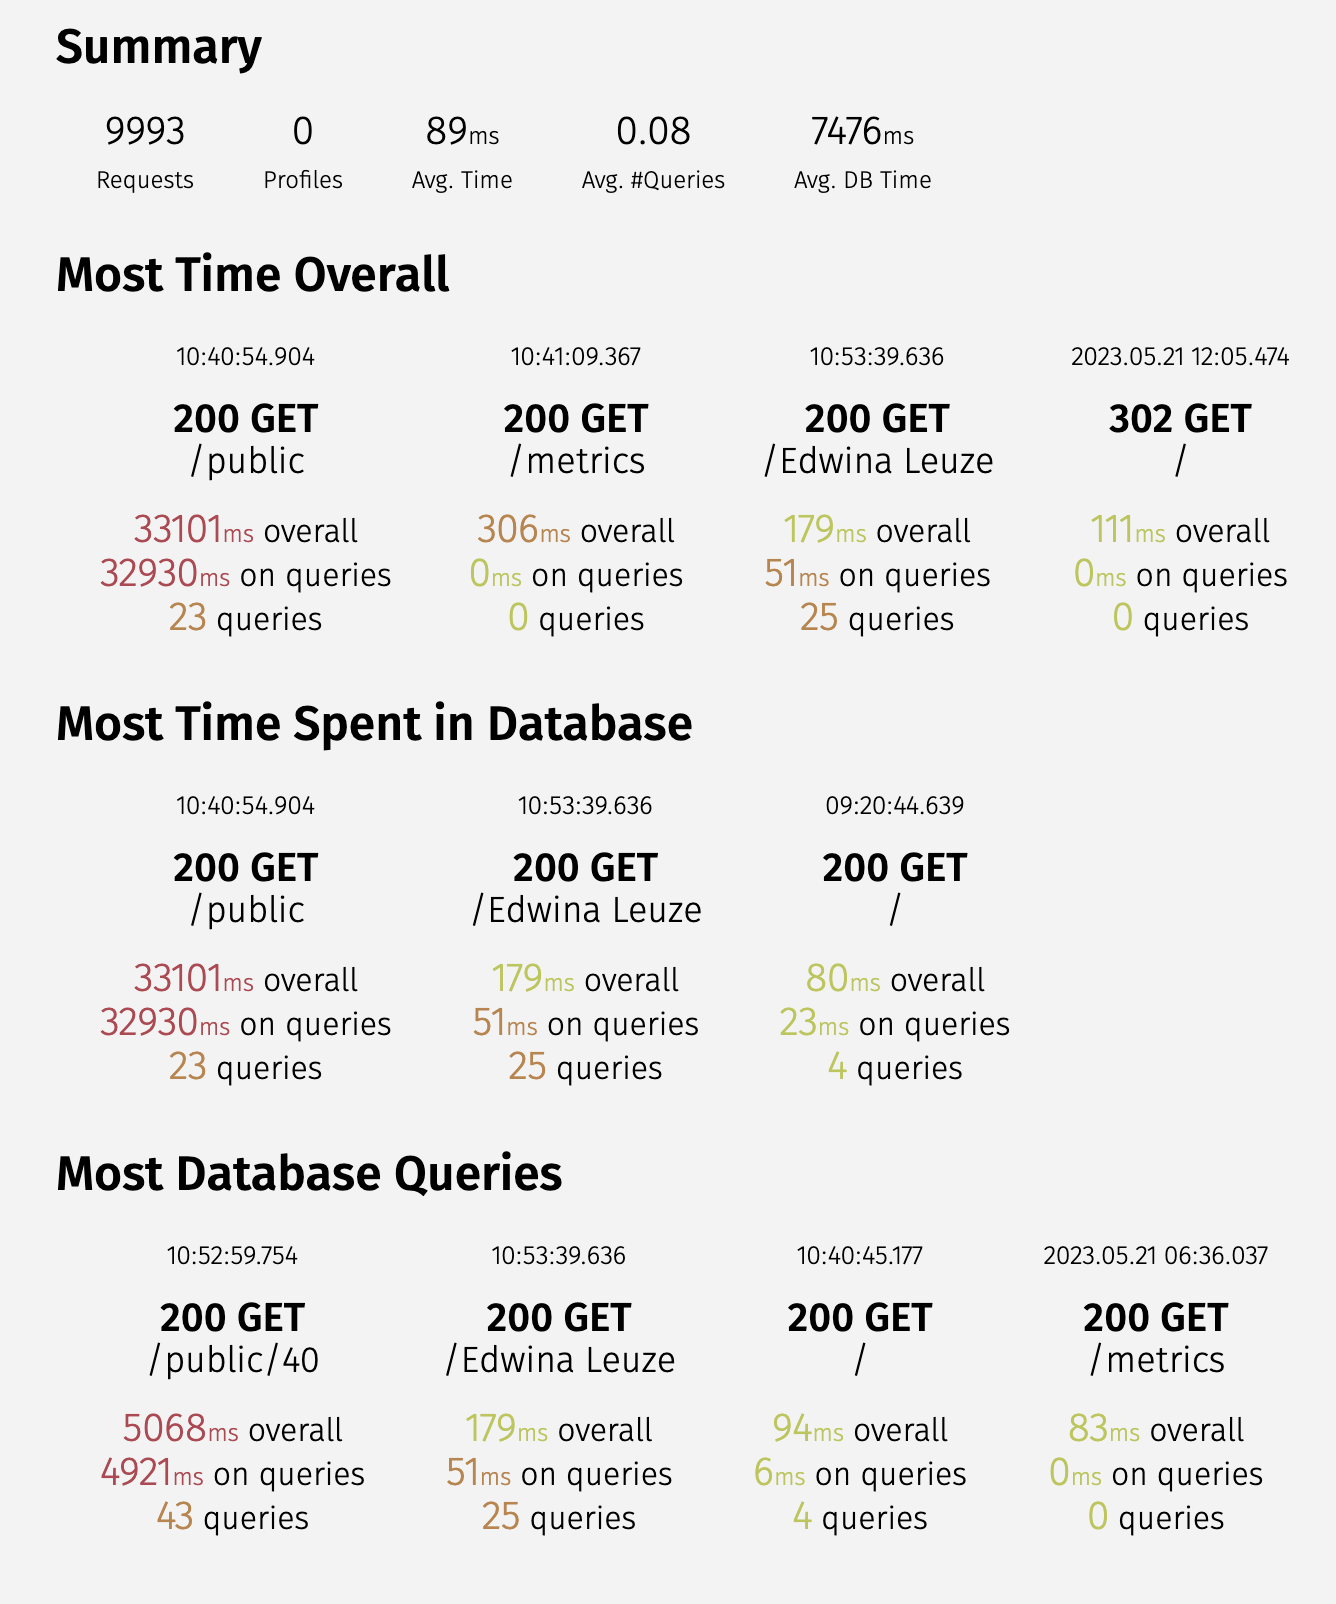 Summary
9993 0 89ms 0.08 7476ms
Requests Profiles Avg. Time Avg. #Queries Avg. DB Time
Most Time Overall
10:40:54.904
200 GET
/public
33101ms overall
32930ms on queries
23 queries
10:41:09.367
200 GET
/metrics
306ms overall
0ms on queries
0 queries
10:53:39.636
200 GET
/Edwina Leuze
179ms overall
51ms on queries
25 queries
2023.05.21 12:05.474
302 GET
/
111ms overall
0ms on queries
0 queries
Most Time Spent in Database
10:40:54.904
200 GET
/public
33101ms overall
32930ms on queries
23 queries
10:53:39.636
200 GET
/Edwina Leuze
179ms overall
51ms on queries
25 queries
09:20:44.639
200 GET
/
80ms overall
23ms on queries
4 queries
Most Database Queries
10:52:59.754
200 GET
/public/40
5068ms overall
4921ms on queries
43 queries
10:53:39.636
200 GET
/Edwina Leuze
179ms overall
51ms on queries
25 queries
10:40:45.177
200 GET
/
94ms overall
6ms on queries
4 queries
2023.05.21 06:36.037
200 GET
/metrics
83ms overall
0ms on queries
0 queries